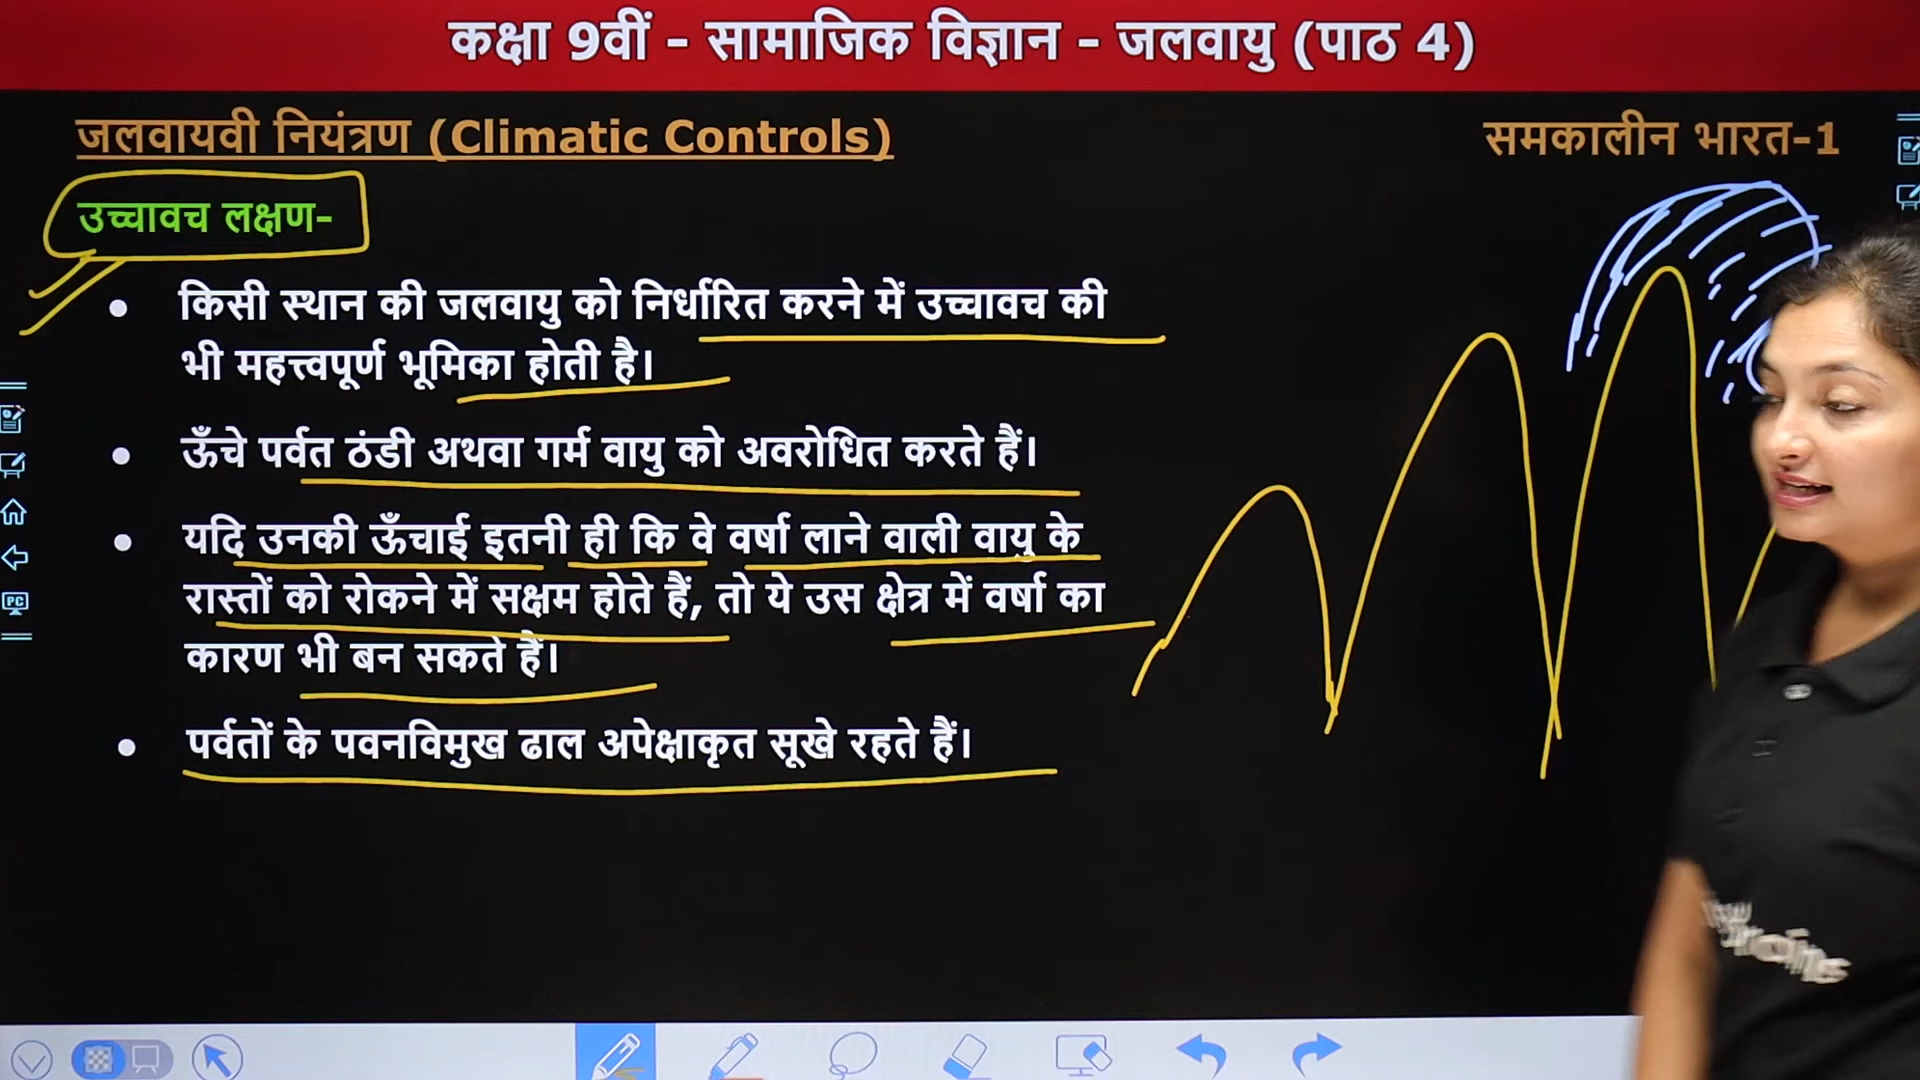 कक्षा 9वीं - सामाजिक विज्ञान - जलवायु (पाठ 4)
जलवायवी नियंत्रण (Climatic Controls)
समकालीन भारत-1
उच्चावच लक्षण-
• किसी स्थान की जलवायु को निर्धारित करने में उच्चावच की
भी महत्त्वपूर्ण भूमिका होती है।
• ऊँचे पर्वत ठंडी अथवा गर्म वायु को अवरोधित करते हैं।
• यदि उनकी ऊँचाई इतनी ही कि वे वर्षा लाने वाली वायु के
रास्तों को रोकने में सक्षम होते हैं, तो ये उस क्षेत्र में वर्षा का
कारण भी बन सकते हैं।
• पर्वतों के पवनविमुख ढाल अपेक्षाकृत सूखे रहते हैं।
PC